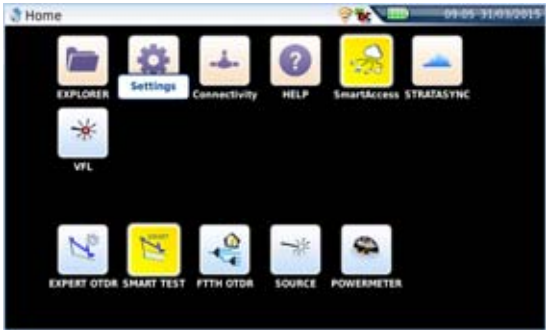 Home
09:05 31/03/2015
EXPLORER
Settings
Connectivity
HELP
SmartAccess
STRATASYNC
VFL
EXPERT OTDR
SMART TEST
FTTH OTDR
SOURCE
POWERMETER